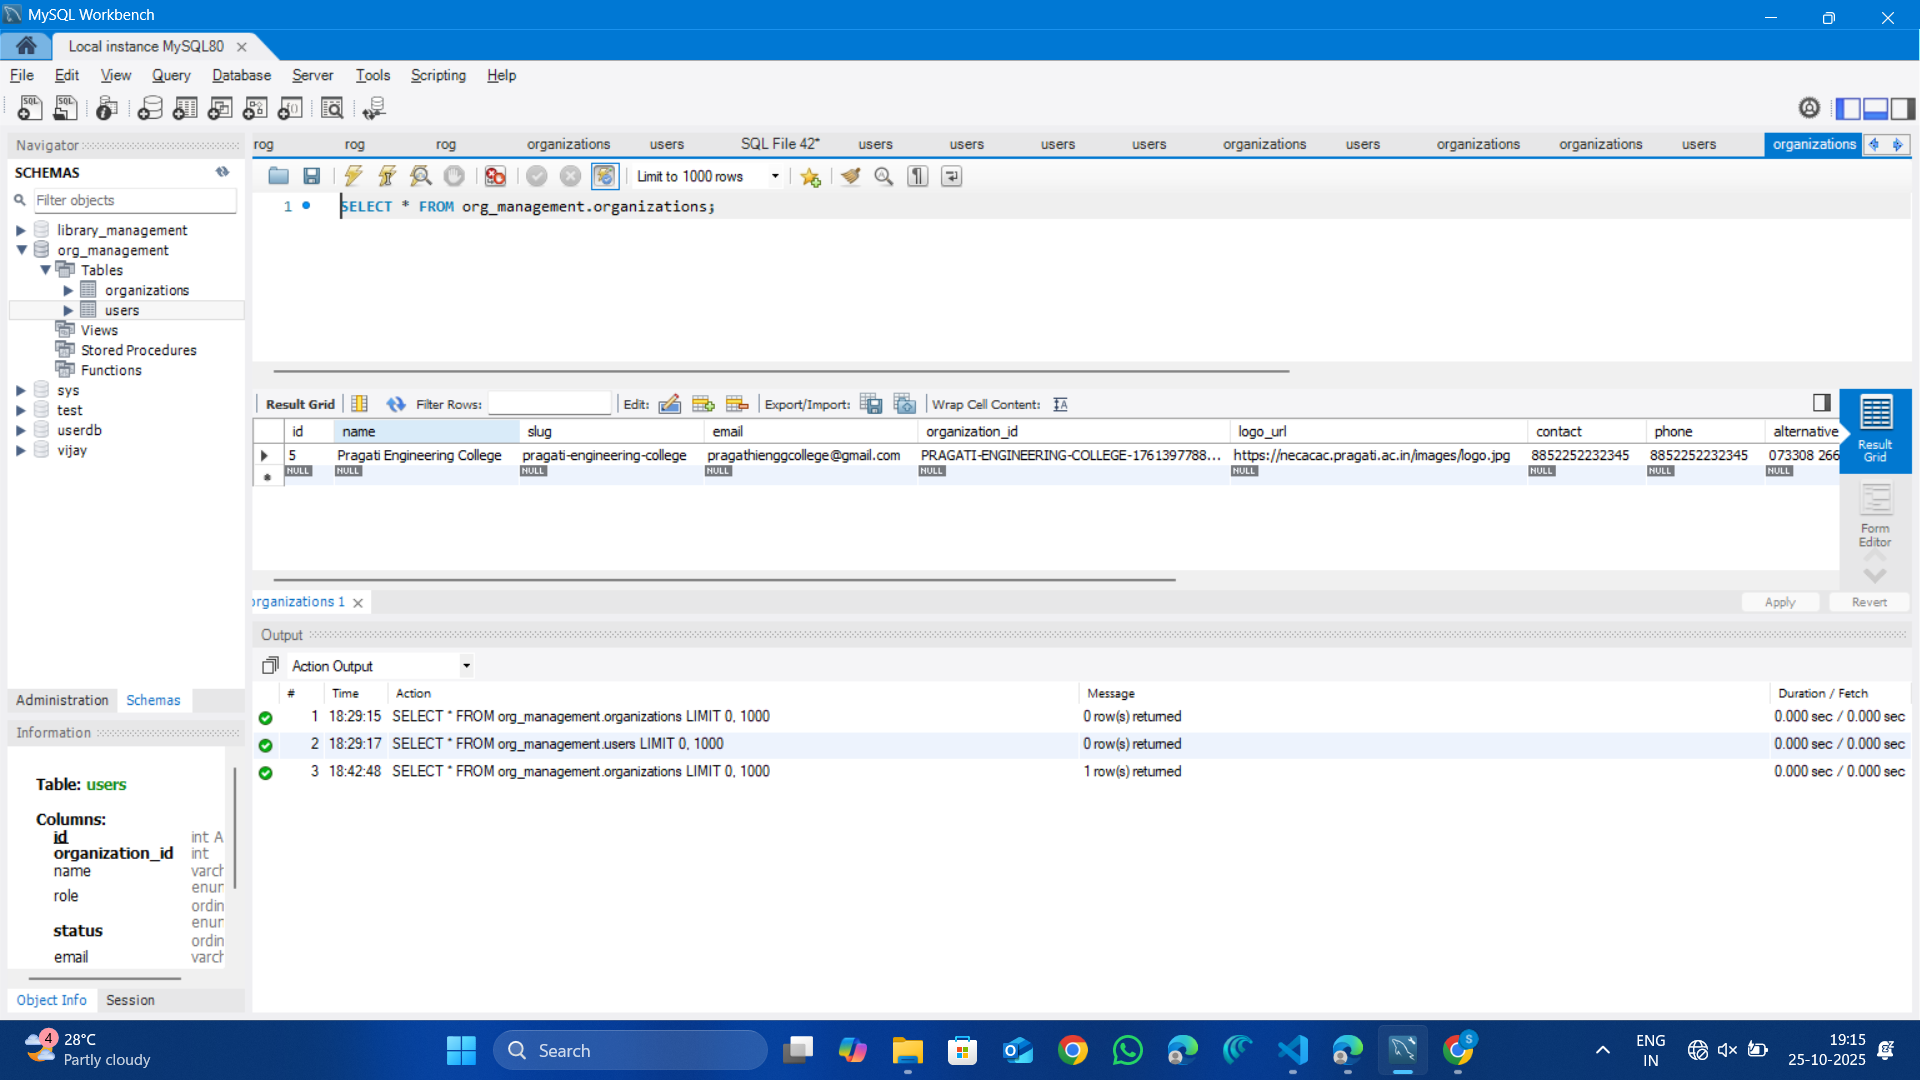 MySQL Workbench
Local instance MySQL80
File Edit View Query Database Server Tools Scripting Help
Navigator
SCHEMAS
Filter objects
library_management
org_management
Tables
organizations
users
Views
Stored Procedures
Functions
sys
test
userdb
vijay
Administration Schemas
Information
Table: users
Columns:
id int A
organization_id int
name varch
enur
role
ordin
enur
status
ordin
email varch
Object Info Session
rog rog rog organizations users SQL File 42* users users users users organizations users organizations organizations users organizations
Limit to 1000 rows
1 SELECT * FROM org_management.organizations;
Result Grid Filter Rows: Edit: Export/Import: Wrap Cell Content:
id name slug email organization_id logo_url contact phone alternative
5 Pragati Engineering College pragati-engineering-college pragathienggcollege@gmail.com PRAGATI-ENGINEERING-COLLEGE-1761397788... https://necacac.pragati.ac.in/images/logo.jpg 8852252232345 8852252232345 073308 266
NULL NULL NULL NULL NULL NULL NULL NULL NULL
Result
Grid
Form
Editor
organizations 1
Apply Revert
Output
Action Output
# Time Action Message Duration / Fetch
1 18:29:15 SELECT * FROM org_management.organizations LIMIT 0, 1000 0 row(s) returned 0.000 sec / 0.000 sec
2 18:29:17 SELECT * FROM org_management.users LIMIT 0, 1000 0 row(s) returned 0.000 sec / 0.000 sec
3 18:42:48 SELECT * FROM org_management.organizations LIMIT 0, 1000 1 row(s) returned 0.000 sec / 0.000 sec
4
28°C
Partly cloudy
Search
S
ENG
IN
19:15
25-10-2025